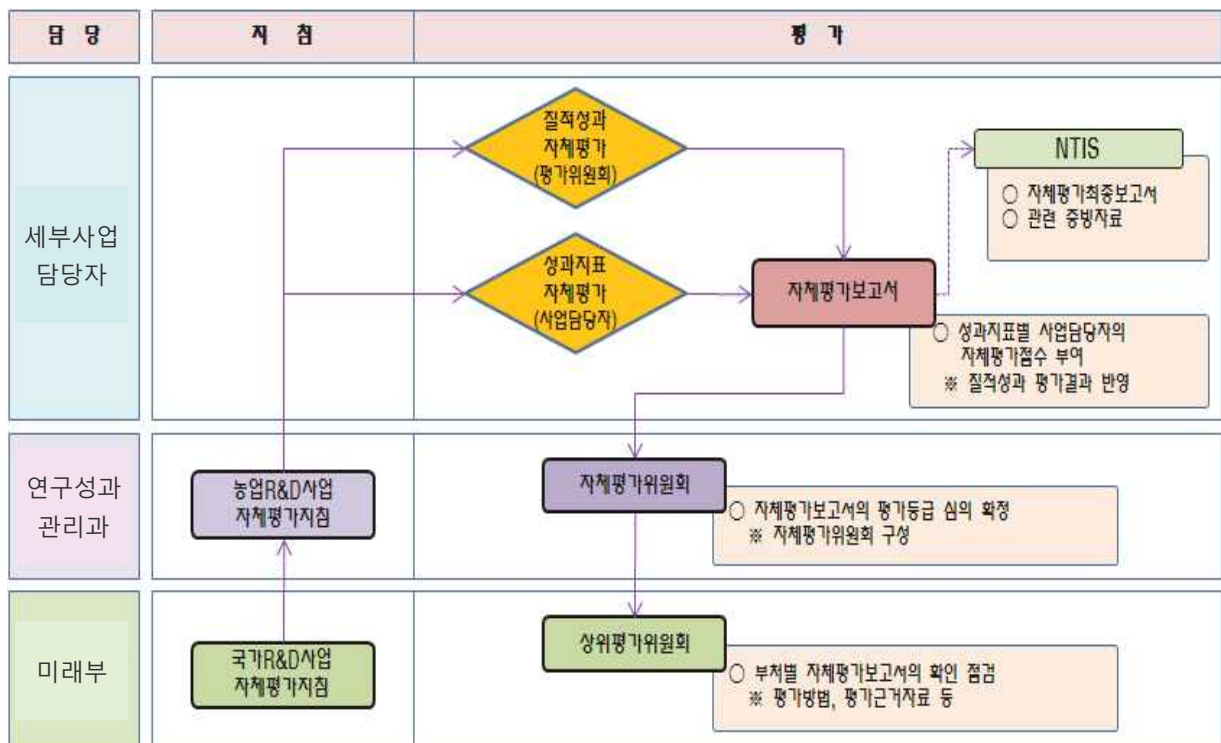 담 당
지 침
평 가
세부사업
담당자
질적성과
자체평가
(평가위원회)
NTIS
○ 자체평가최종보고서
○ 관련 증빙자료
성과지표
자체평가
(사업담당자)
자체평가보고서
○ 성과지표별 사업담당자의
자체평가점수 부여
※ 질적성과 평가결과 반영
연구성과
관리과
농업R&D사업
자체평가지침
자체평가위원회
○ 자체평가보고서의 평가등급 심의 확정
※ 자체평가위원회 구성
미래부
국가R&D사업
자체평가지침
상위평가위원회
○ 부처별 자체평가보고서의 확인 점검
※ 평가방법, 평가근거자료 등